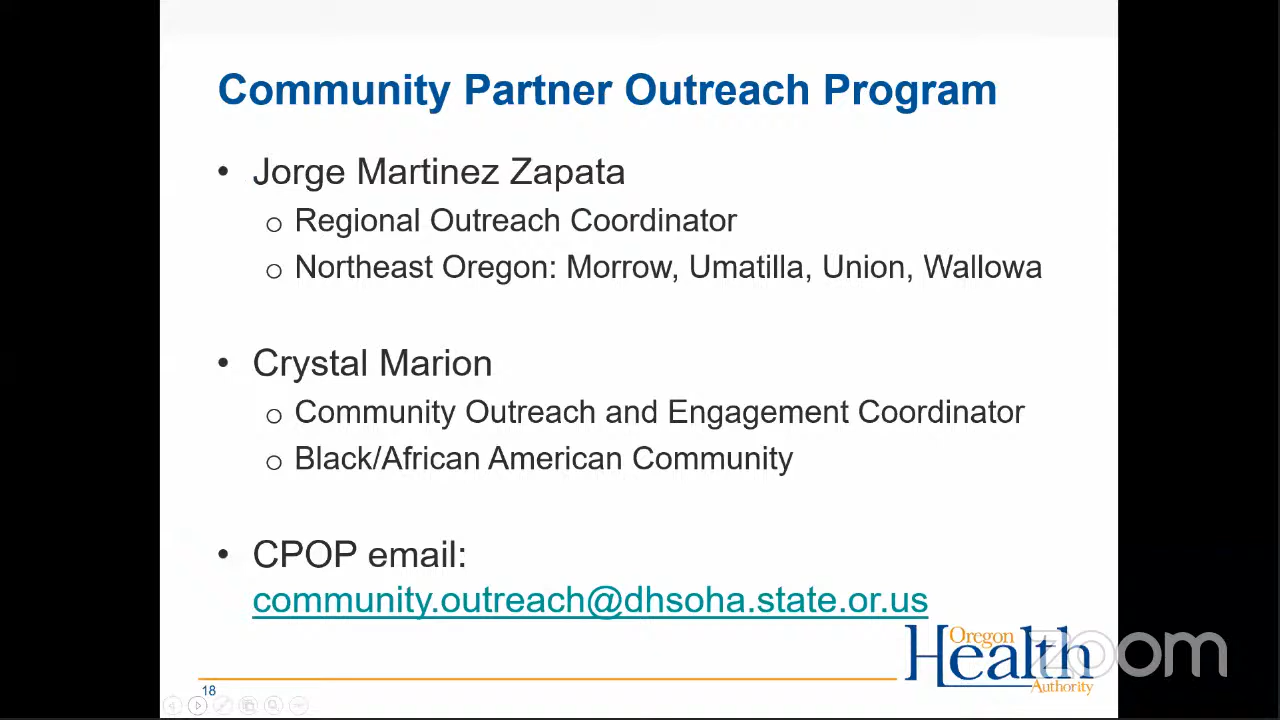 Community Partner Outreach Program
• Jorge Martinez Zapata
o Regional Outreach Coordinator
o Northeast Oregon: Morrow, Umatilla, Union, Wallowa
• Crystal Marion
o Community Outreach and Engagement Coordinator
o Black/African American Community
• CPOP email:
community.outreach@dhsoha.state.or.us
Oregon
Health
Authority
zoom
18